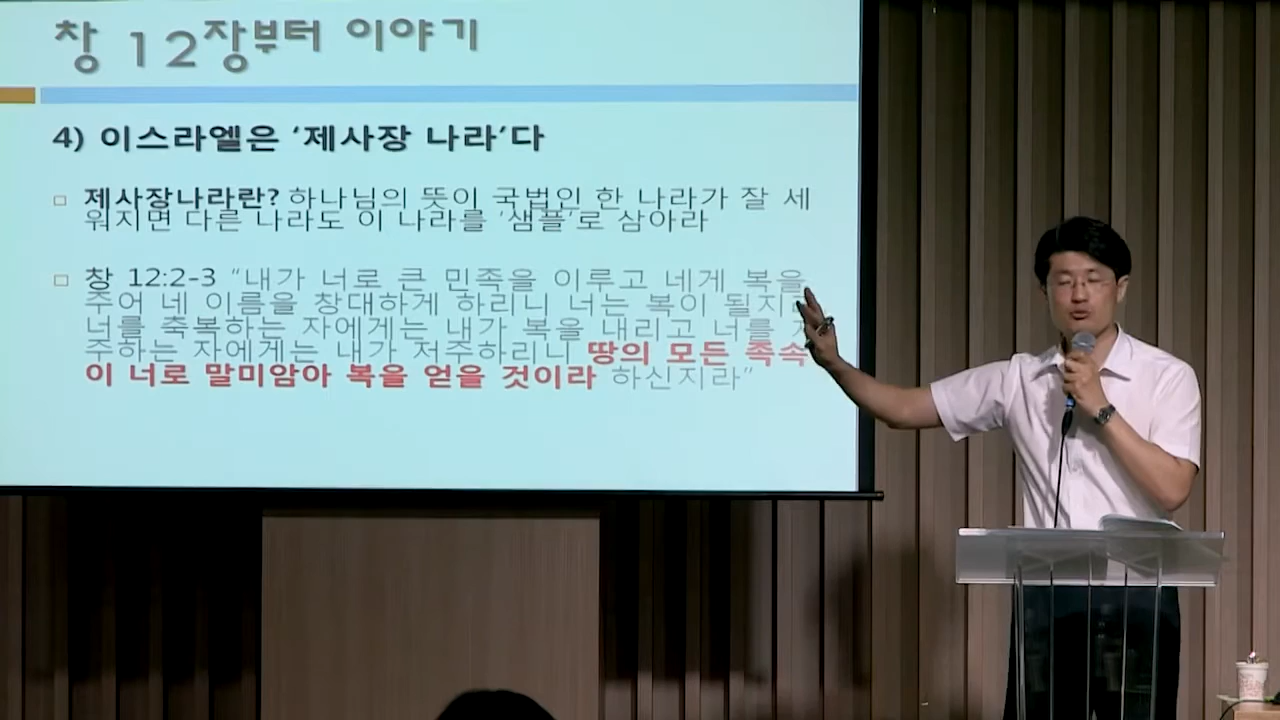 창 12장부터 이야기
4) 이스라엘은 ‘제사장 나라’다
제사장나라란? 하나님의 뜻이 국법인 한 나라가 잘 세
워지면 다른 나라도 이 나라를 ‘샘플’로 삼아라
창 12:2-3 “내가 너로 큰 민족을 이루고 네게 복을
주어 네 이름을 창대하게 하리니 너는 복이
너를 축복하는 자에게는 내가 복을 내리고 너를
주하는 자에게는 내가 저주하리니 땅의 모든 족속
이 너로 말미암아 복을 얻을 것이라 하신지라”